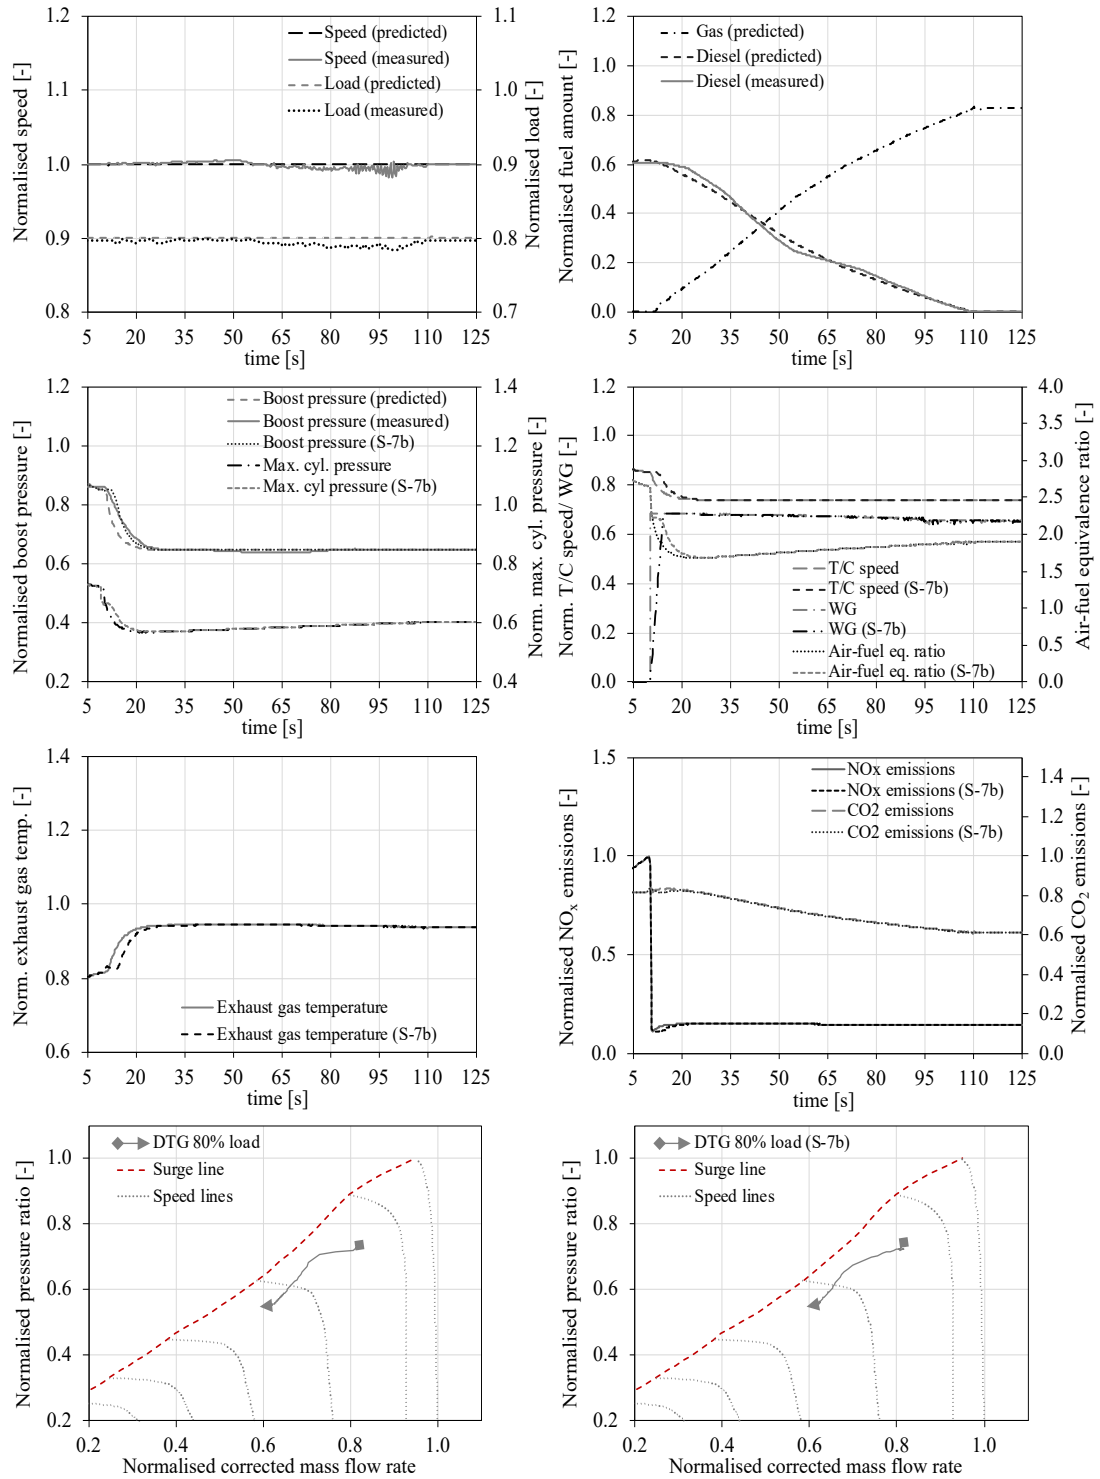 Normalised speed [-]
1.2
1.1
1.0
0.9
0.8
Speed (predicted)
Speed (measured)
Load (predicted)
Load (measured)
1.1
1.0
0.9
0.8
0.7
Normalised load [-]
5 20 35 50 65 80 95 110 125
time [s]
Normalised fuel amount [-]
1.2
1.0
0.8
0.6
0.4
0.2
0.0
Gas (predicted)
Diesel (predicted)
Diesel (measured)
5 20 35 50 65 80 95 110 125
time [s]
Normalised boost pressure [-]
1.2
1.0
0.8
0.6
0.4
0.2
Boost pressure (predicted)
Boost pressure (measured)
Boost pressure (S-7b)
Max. cyl. pressure
Max. cyl pressure (S-7b)
1.4
1.2
1.0
0.8
0.6
0.4
Norm. max. cyl. pressure [-]
5 20 35 50 65 80 95 110 125
time [s]
Norm. T/C speed/ WG [-]
1.2
1.0
0.8
0.6
0.4
0.2
0.0
T/C speed
T/C speed (S-7b)
WG
WG (S-7b)
Air-fuel eq. ratio
Air-fuel eq. ratio (S-7b)
4.0
3.5
3.0
2.5
2.0
1.5
1.0
0.5
0.0
Air-fuel equivalence ratio [-]
5 20 35 50 65 80 95 110 125
time [s]
Norm. exhaust gas temp. [-]
1.4
1.2
1.0
0.8
0.6
Exhaust gas temperature
Exhaust gas temperature (S-7b)
5 20 35 50 65 80 95 110 125
time [s]
Normalised NOx emissions [-]
1.5
1.0
0.5
0.0
NOx emissions
NOx emissions (S-7b)
CO2 emissions
CO2 emissions (S-7b)
1.4
1.2
1.0
0.8
0.6
0.4
0.2
0.0
Normalised CO2 emissions [-]
5 20 35 50 65 80 95 110 125
time [s]
Normalised pressure ratio [-]
1.0
0.8
0.6
0.4
0.2
DTG 80% load
Surge line
Speed lines
0.2 0.4 0.6 0.8 1.0
Normalised corrected mass flow rate
Normalised pressure ratio [-]
1.0
0.8
0.6
0.4
0.2
DTG 80% load (S-7b)
Surge line
Speed lines
0.2 0.4 0.6 0.8 1.0
Normalised corrected mass flow rate